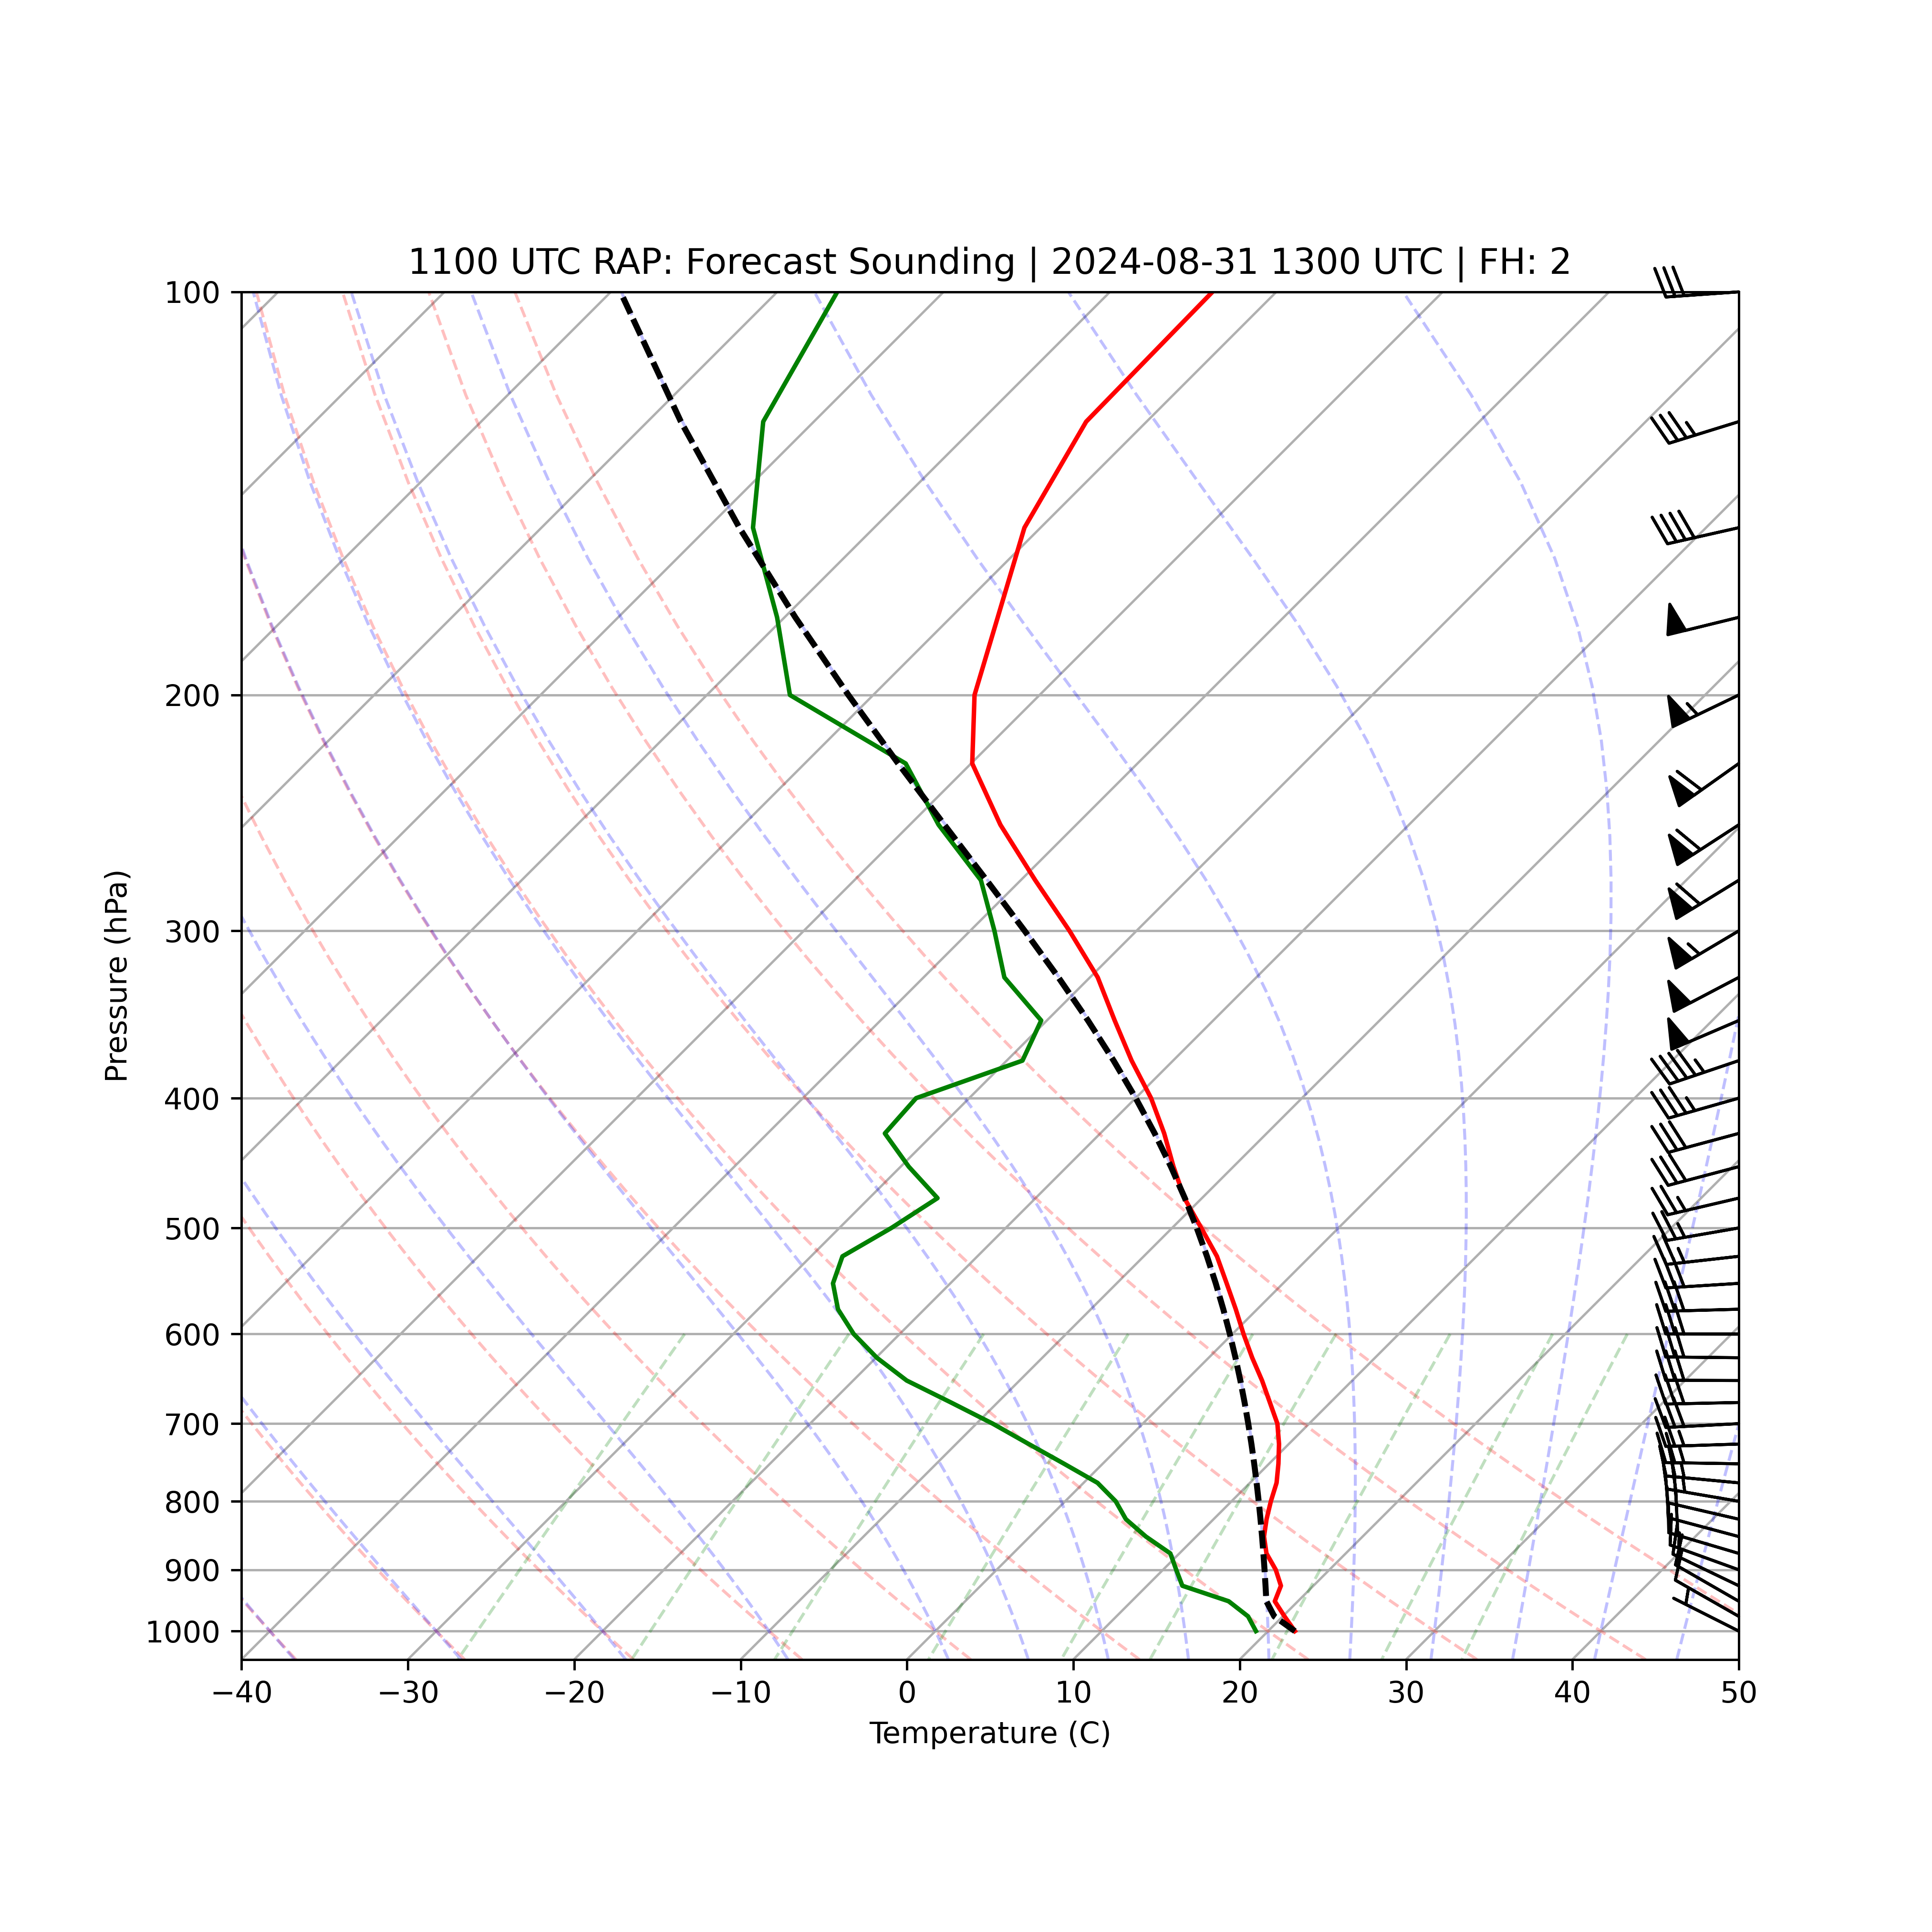 1100 UTC RAP: Forecast Sounding | 2024-08-31 1300 UTC | FH: 2
100
200
300
400
500
600
700
800
900
1000
Pressure (hPa)
−40 −30 −20 −10 0 10 20 30 40 50
Temperature (C)